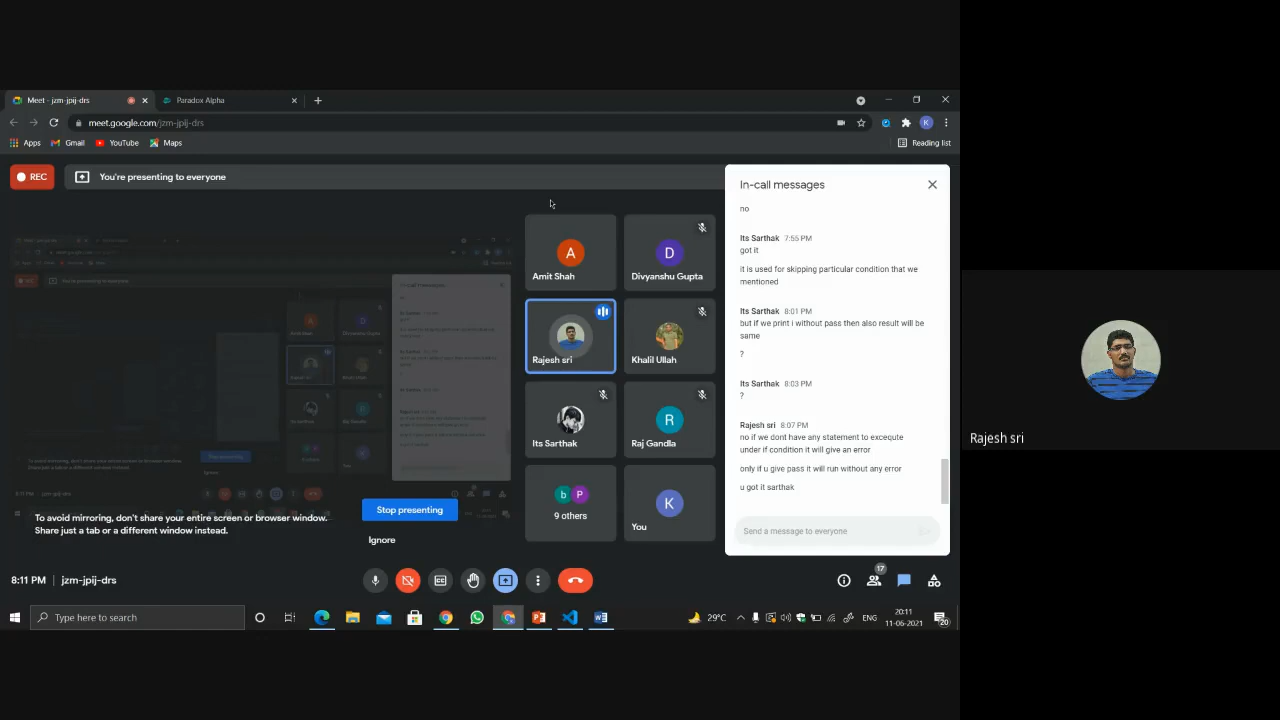 Meet - jzm-jpij-drs
Paradox Alpha
meet.google.com/jzm-jpij-drs
Apps
Gmail
YouTube
Maps
Reading list
REC
You're presenting to everyone
A
Amit Shah
D
Divyanshu Gupta
Rajesh sri
Khalil Ullah
Its Sarthak
R
Raj Gandla
b P
9 others
K
You
To avoid mirroring, don't share your entire screen or browser window.
Share just a tab or a different window instead.
Stop presenting
Ignore
In-call messages
no
Its Sarthak 7:55 PM
got it
it is used for skipping particular condition that we
mentioned
Its Sarthak 8:01 PM
but if we print i without pass then also result will be
same
?
Its Sarthak 8:03 PM
?
Rajesh sri 8:07 PM
no if we dont have any statement to excequte
under if condition it will give an error
only if u give pass it will run without any error
u got it sarthak
Send a message to everyone
8:11 PM | jzm-jpij-drs
17
Type here to search
29°C
ENG
20:11
11-06-2021
20
Rajesh sri